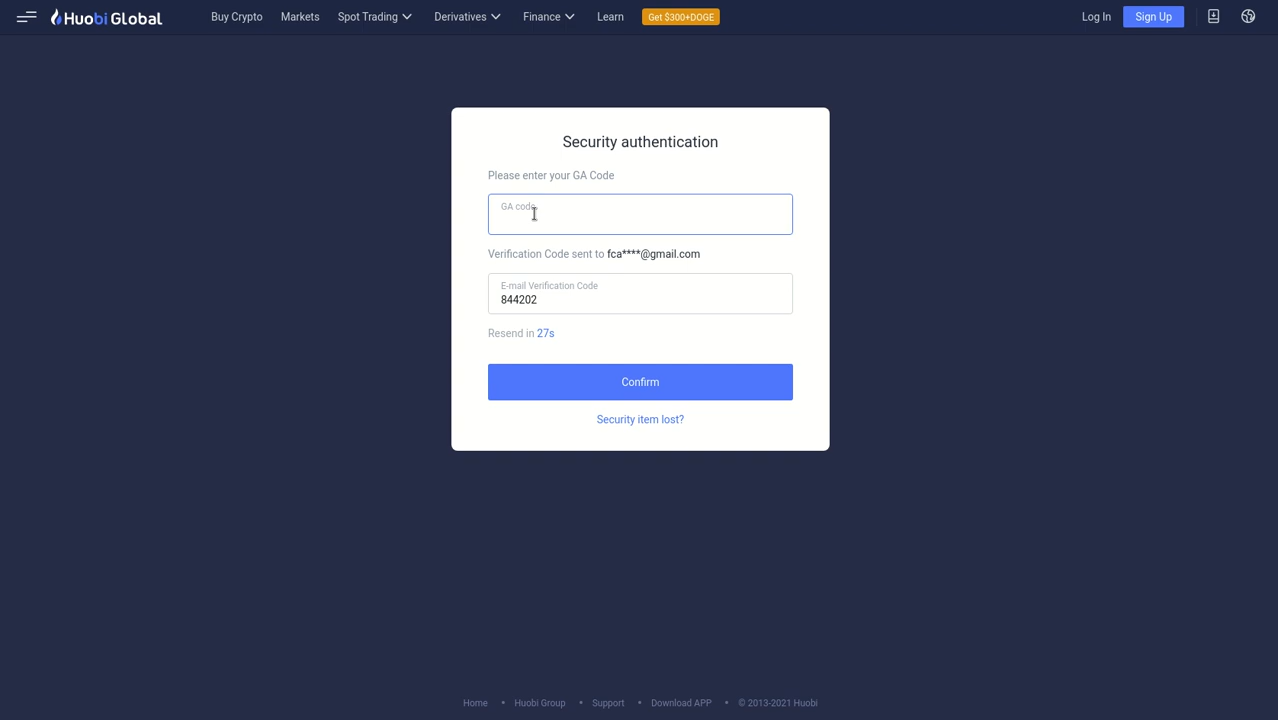 Huobi Global
Buy Crypto Markets Spot Trading Derivatives Finance Learn Get $300+DOGE Log In Sign Up
Security authentication
Please enter your GA Code
GA code
Verification Code sent to fca****@gmail.com
E-mail Verification Code
844202
Resend in 27s
Confirm
Security item lost?
Home • Huobi Group • Support • Download APP • © 2013-2021 Huobi